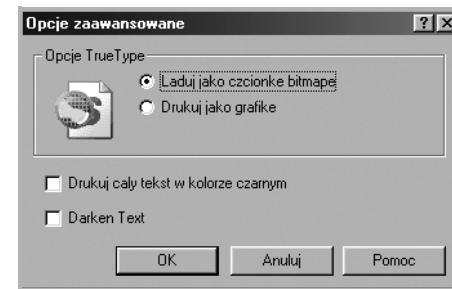 Opcje zaawansowane
Opcje TrueType
Laduj jako czcionke bitmape
Drukuj jako grafike
Drukuj caly tekst w kolorze czarnym
Darken Text
OK Anuluj Pomoc